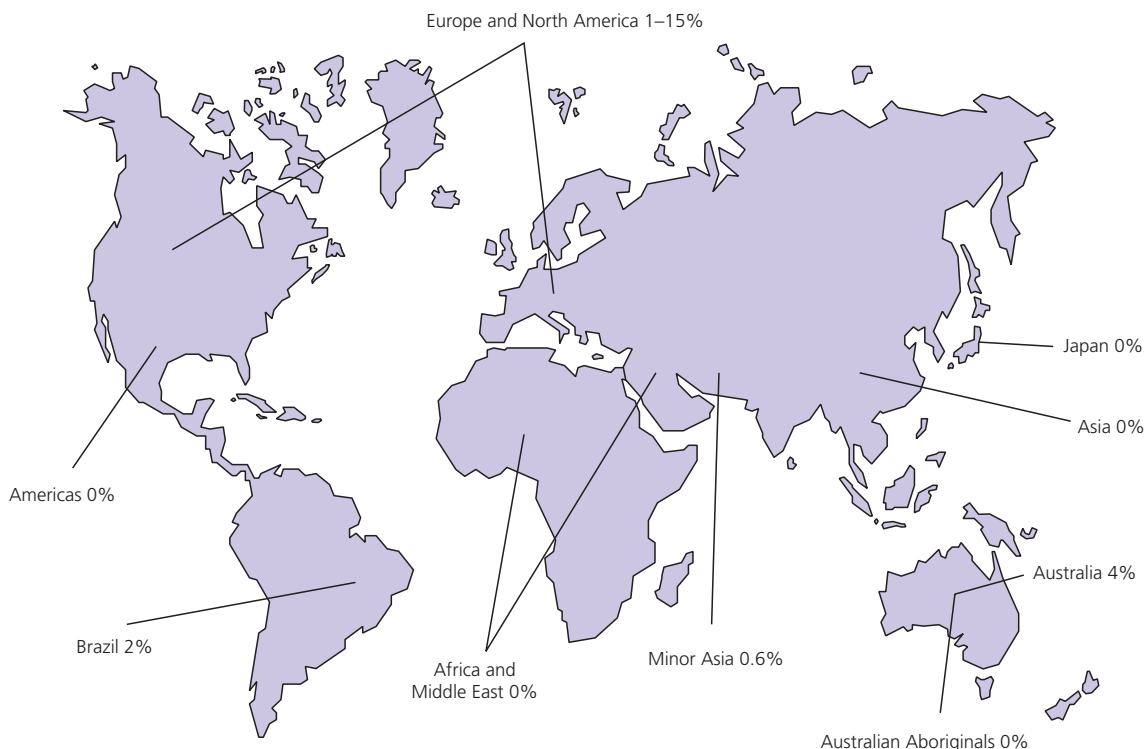 Europe and North America 1–15%
Japan 0%
Asia 0%
Americas 0%
Australia 4%
Brazil 2%
Africa and
Middle East 0%
Minor Asia 0.6%
Australian Aboriginals 0%